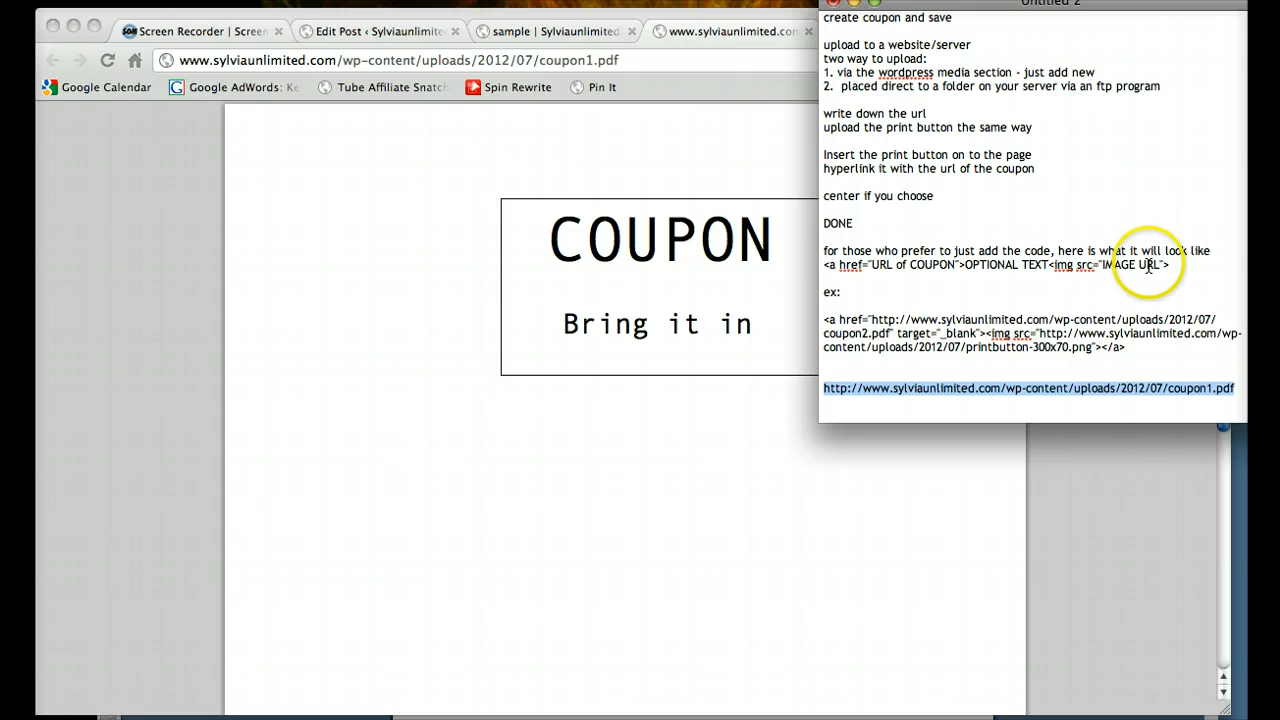 Untitled 2
Screen Recorder | Screen
Edit Post ‹ Sylviaunlimite
sample | Sylviaunlimited.
www.sylviaunlimited.com
www.sylviaunlimited.com/wp-content/uploads/2012/07/coupon1.pdf
Google Calendar
Google AdWords: Ke
Tube Affiliate Snatch
Spin Rewrite
Pin It
COUPON
Bring it in
create coupon and save
upload to a website/server
two way to upload:
1. via the wordpress media section - just add new
2. placed direct to a folder on your server via an ftp program
write down the url
upload the print button the same way
Insert the print button on to the page
hyperlink it with the url of the coupon
center if you choose
DONE
for those who prefer to just add the code, here is what it will look like
<a href="URL of COUPON">OPTIONAL TEXT<img src="IMAGE URL">
ex:
<a href="http://www.sylviaunlimited.com/wp-content/uploads/2012/07/
coupon2.pdf" target="_blank"><img src="http://www.sylviaunlimited.com/wp-
content/uploads/2012/07/printbutton-300x70.png"></a>
http://www.sylviaunlimited.com/wp-content/uploads/2012/07/coupon1.pdf